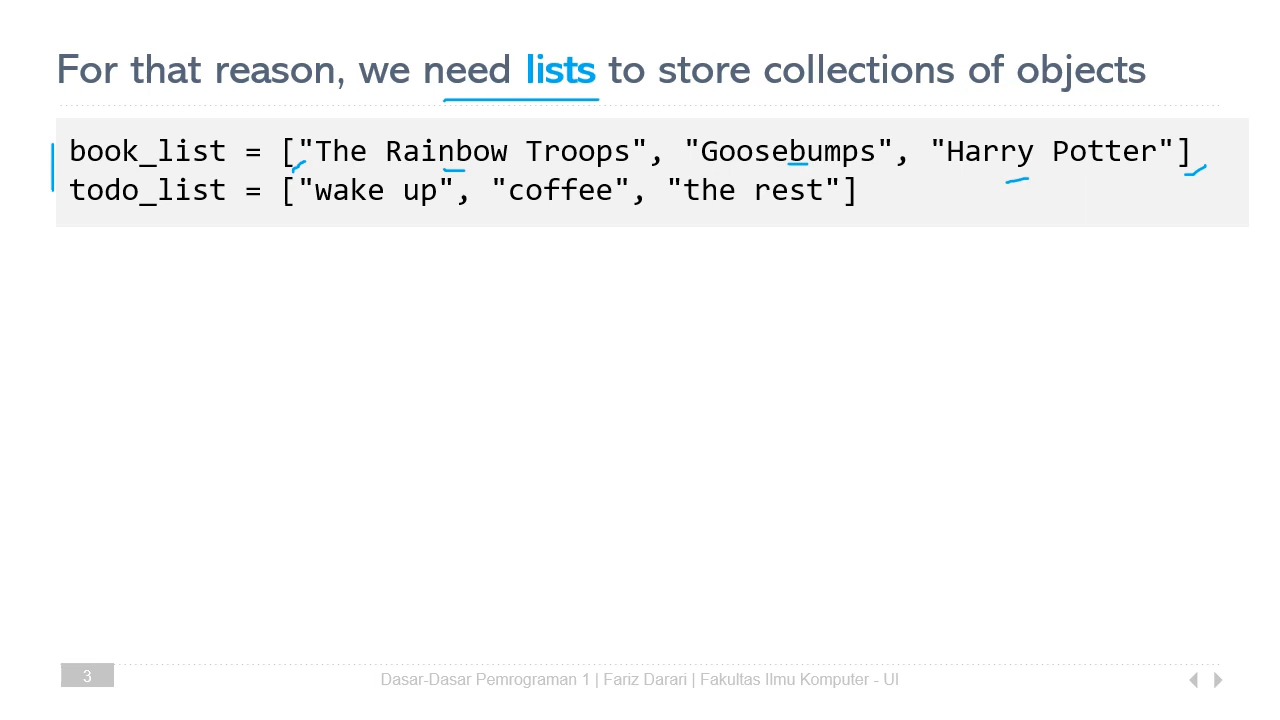 For that reason, we need lists to store collections of objects
book_list = ["The Rainbow Troops", "Goosebumps", "Harry Potter"]
todo_list = ["wake up", "coffee", "the rest"]
3
Dasar-Dasar Pemrograman 1 | Fariz Darari | Fakultas Ilmu Komputer - UI